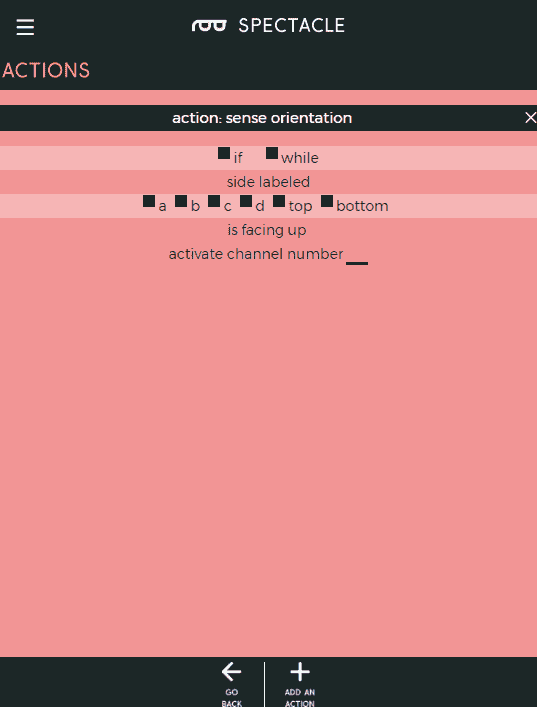 SPECTACLE
ACTIONS
action: sense orientation
if while
side labeled
a b c d top bottom
is facing up
activate channel number
GO BACK
ADD AN ACTION